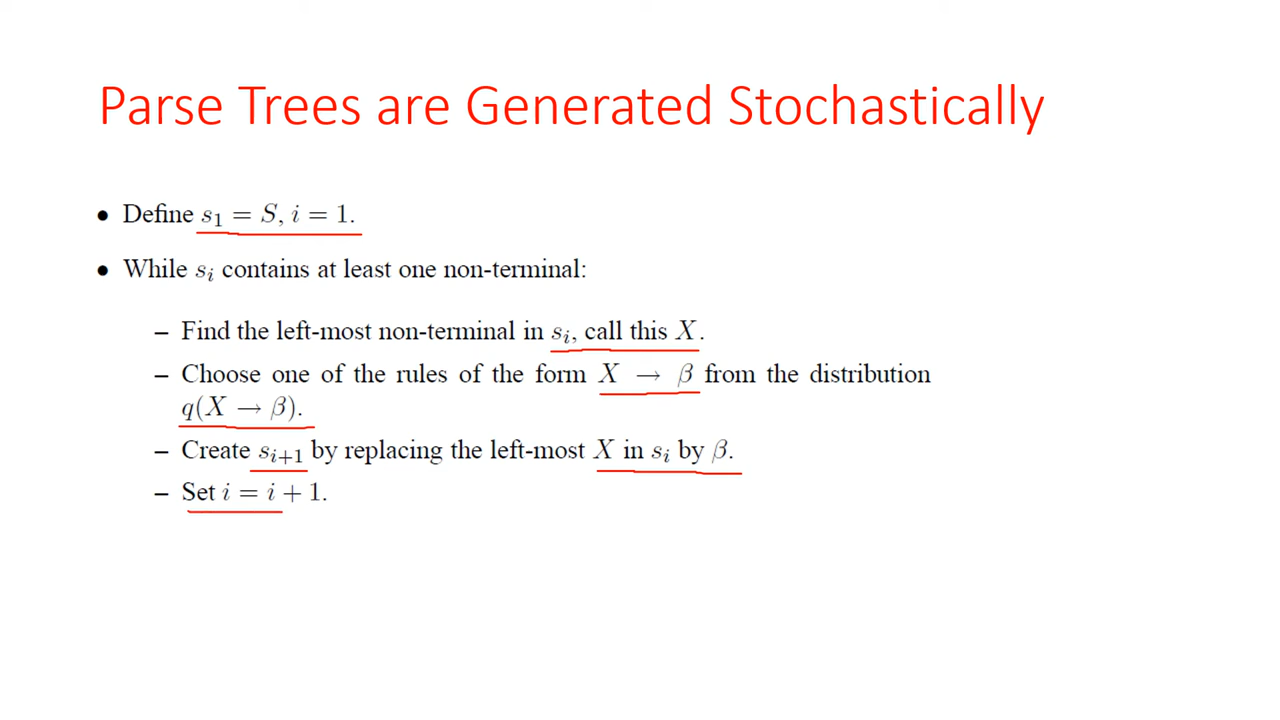 Parse Trees are Generated Stochastically
• Define s₁ = S, i = 1.
• While sᵢ contains at least one non-terminal:
– Find the left-most non-terminal in sᵢ, call this X.
– Choose one of the rules of the form X → β from the distribution
q(X → β).
– Create sᵢ₊₁ by replacing the left-most X in sᵢ by β.
– Set i = i + 1.